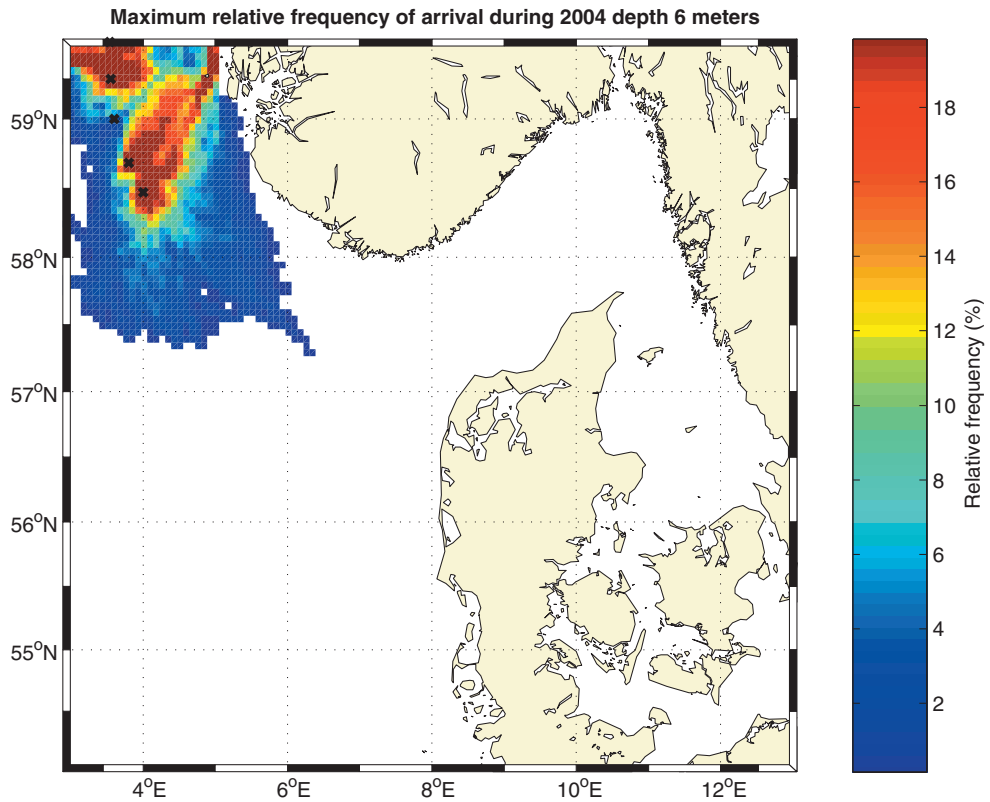 Maximum relative frequency of arrival during 2004 depth 6 meters
59°N
58°N
57°N
56°N
55°N
4°E
6°E
8°E
10°E
12°E
18
16
14
12
10
8
6
4
2
Relative frequency (%)